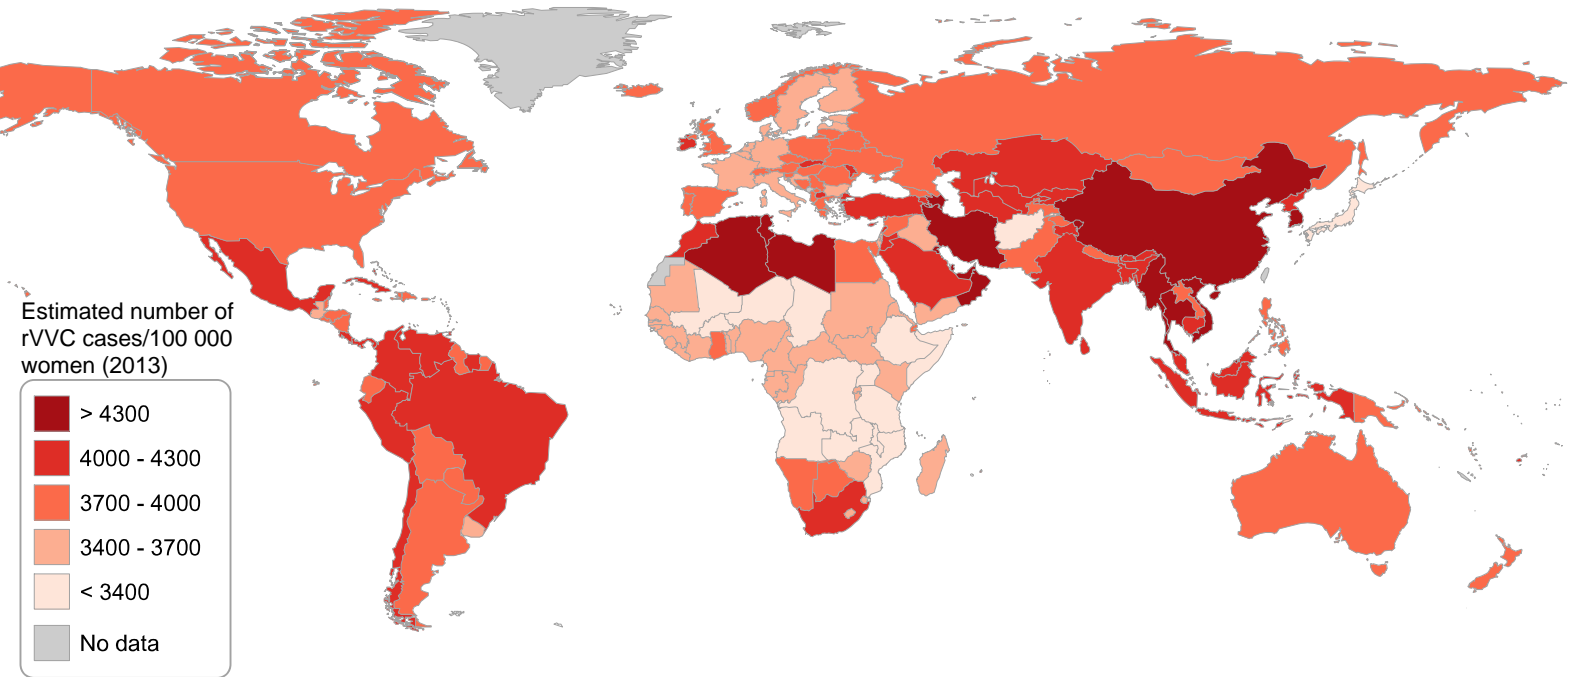 Estimated number of
rVVC cases/100 000
women (2013)
> 4300
4000 - 4300
3700 - 4000
3400 - 3700
< 3400
No data